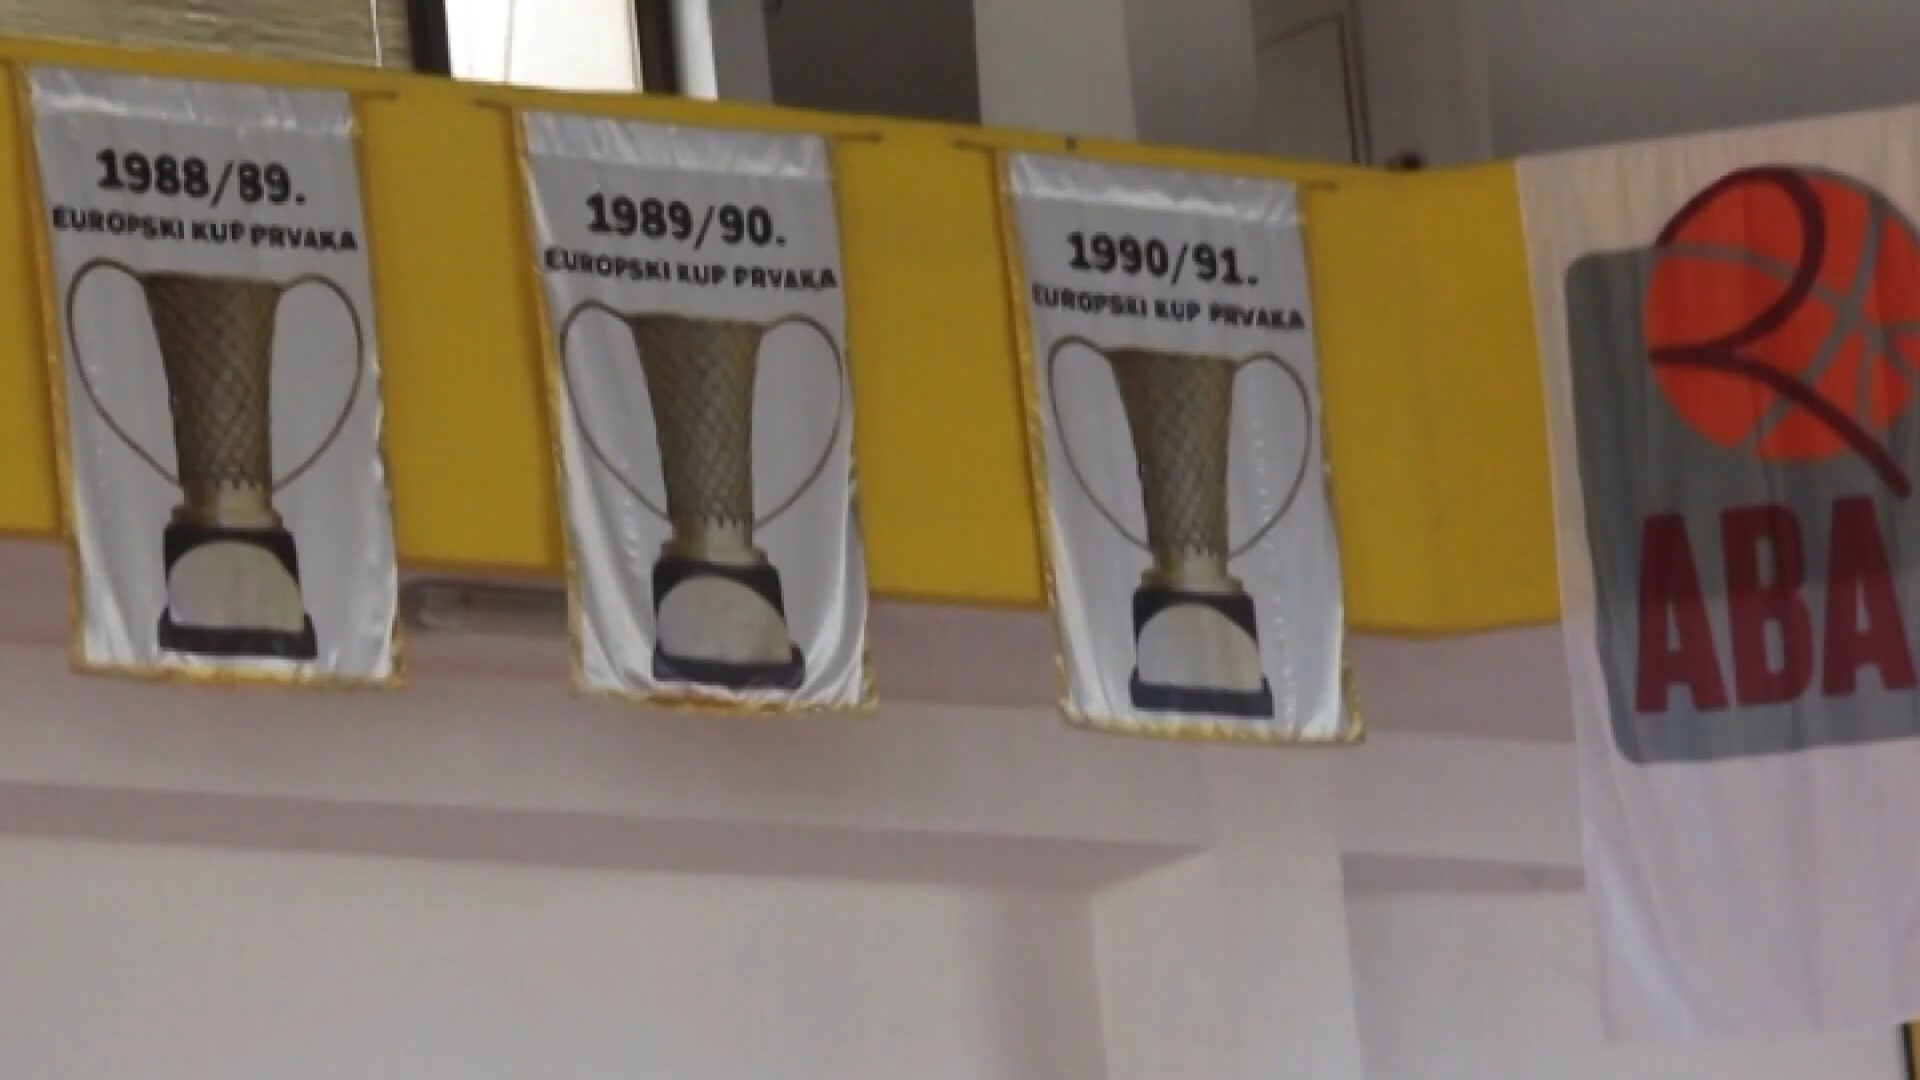 1988/89.
EUROPSKI KUP PRVAKA
1989/90.
EUROPSKI KUP PRVAKA
1990/91.
EUROPSKI KUP PRVAKA
ABA